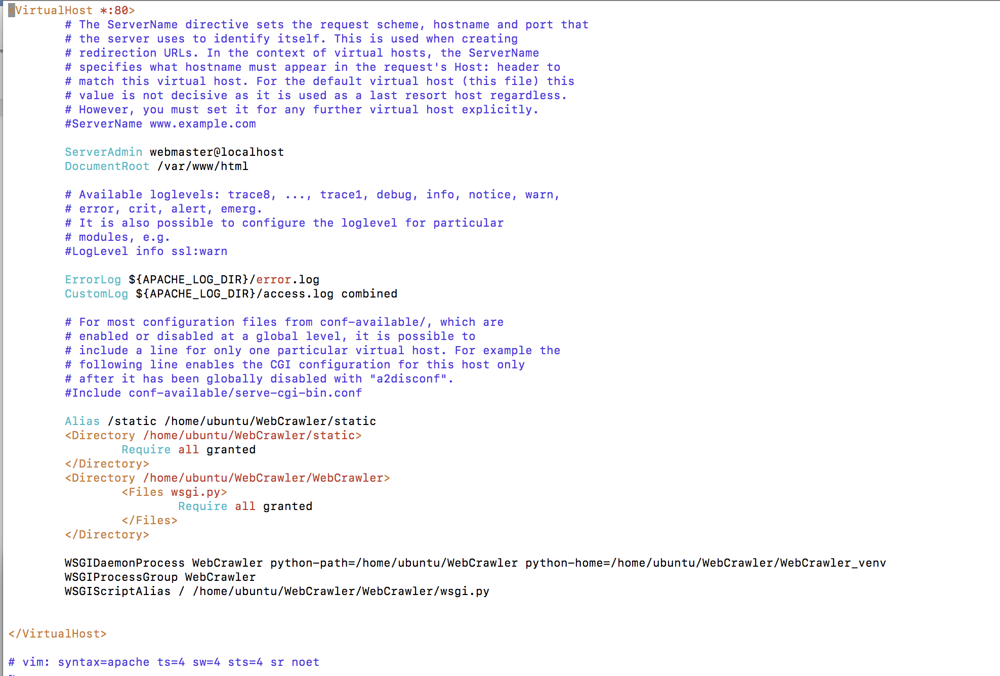 <VirtualHost *:80>
# The ServerName directive sets the request scheme, hostname and port that
# the server uses to identify itself. This is used when creating
# redirection URLs. In the context of virtual hosts, the ServerName
# specifies what hostname must appear in the request's Host: header to
# match this virtual host. For the default virtual host (this file) this
# value is not decisive as it is used as a last resort host regardless.
# However, you must set it for any further virtual host explicitly.
#ServerName www.example.com
ServerAdmin webmaster@localhost
DocumentRoot /var/www/html
# Available loglevels: trace8, ..., trace1, debug, info, notice, warn,
# error, crit, alert, emerg.
# It is also possible to configure the loglevel for particular
# modules, e.g.
#LogLevel info ssl:warn
ErrorLog ${APACHE_LOG_DIR}/error.log
CustomLog ${APACHE_LOG_DIR}/access.log combined
# For most configuration files from conf-available/, which are
# enabled or disabled at a global level, it is possible to
# include a line for only one particular virtual host. For example the
# following line enables the CGI configuration for this host only
# after it has been globally disabled with "a2disconf".
#Include conf-available/serve-cgi-bin.conf
Alias /static /home/ubuntu/WebCrawler/static
<Directory /home/ubuntu/WebCrawler/static>
Require all granted
</Directory>
<Directory /home/ubuntu/WebCrawler/WebCrawler>
<Files wsgi.py>
Require all granted
</Files>
</Directory>
WSGIDaemonProcess WebCrawler python-path=/home/ubuntu/WebCrawler python-home=/home/ubuntu/WebCrawler/WebCrawler_venv
WSGIProcessGroup WebCrawler
WSGIScriptAlias / /home/ubuntu/WebCrawler/WebCrawler/wsgi.py
</VirtualHost>
# vim: syntax=apache ts=4 sw=4 sts=4 sr noet